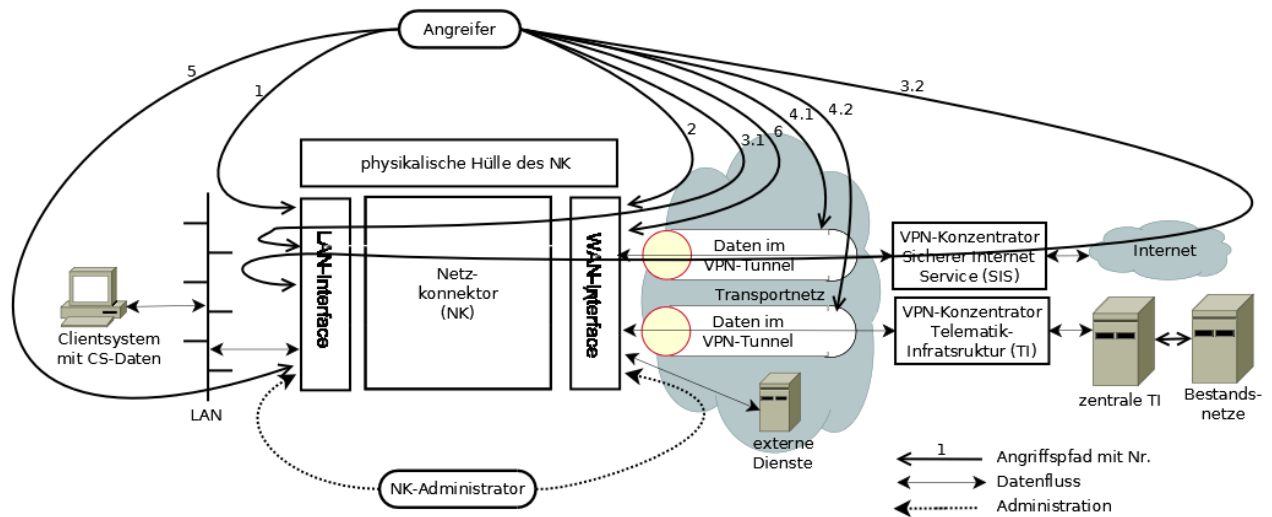 Angreifer
5
1
2
3.1
6
4.1
4.2
3.2
physikalische Hülle des NK
LAN-Interface
Netz-
konnektor
(NK)
WAN-Interface
Daten im
VPN-Tunnel
Transportnetz
Daten im
VPN-Tunnel
VPN-Konzentrator
Sicherer Internet
Service (SIS)
Internet
VPN-Konzentrator
Telematik-
Infratsruktur (TI)
Clientsystem
mit CS-Daten
LAN
zentrale TI
Bestands-
netze
externe
Dienste
NK-Administrator
1
Angriffspfad mit Nr.
Datenfluss
Administration